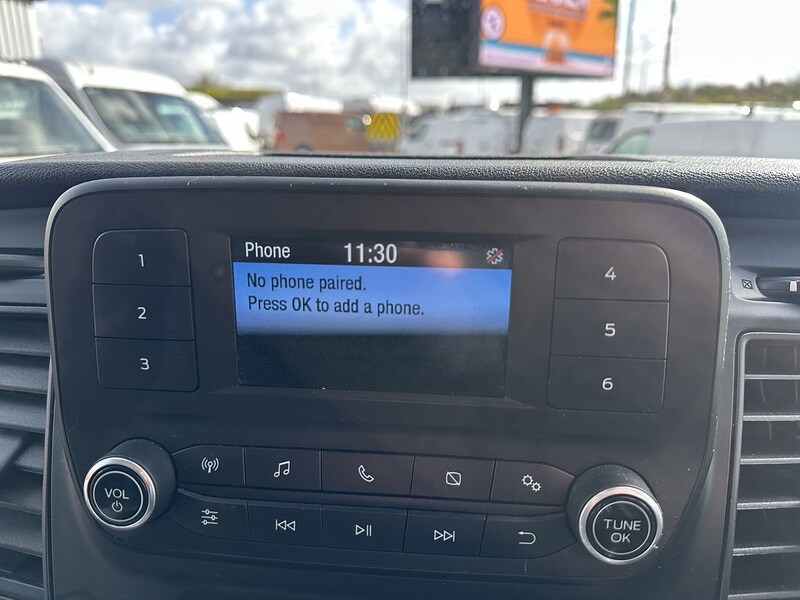 Phone 11:30
No phone paired.
Press OK to add a phone.
1
2
3
4
5
6
VOL
TUNE
OK